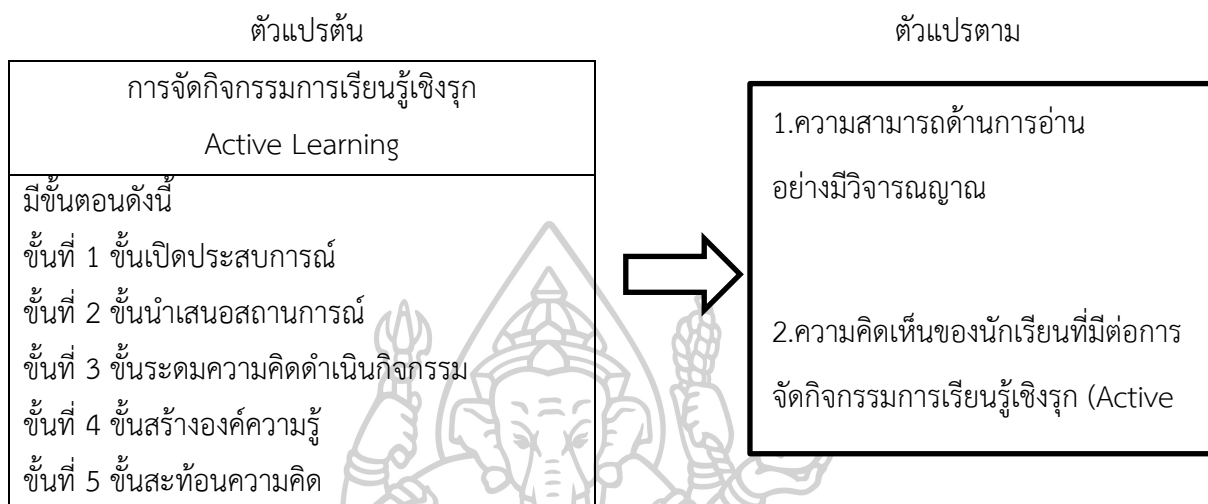 ตัวแปรต้น
ตัวแปรตาม
การจัดกิจกรรมการเรียนรู้เชิงรุก
Active Learning
มีขั้นตอนดังนี้
ขั้นที่ 1 ขั้นเปิดประสบการณ์
ขั้นที่ 2 ขั้นนำเสนอสถานการณ์
ขั้นที่ 3 ขั้นระดมความคิดดำเนินกิจกรรม
ขั้นที่ 4 ขั้นสร้างองค์ความรู้
ขั้นที่ 5 ขั้นสะท้อนความคิด
1.ความสามารถด้านการอ่าน
อย่างมีวิจารณญาณ
2.ความคิดเห็นของนักเรียนที่มีต่อการ
จัดกิจกรรมการเรียนรู้เชิงรุก (Active